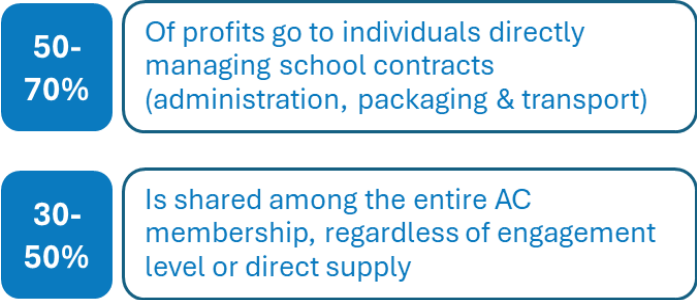 50-
70%
Of profits go to individuals directly
managing school contracts
(administration, packaging & transport)
30-
50%
Is shared among the entire AC
membership, regardless of engagement
level or direct supply